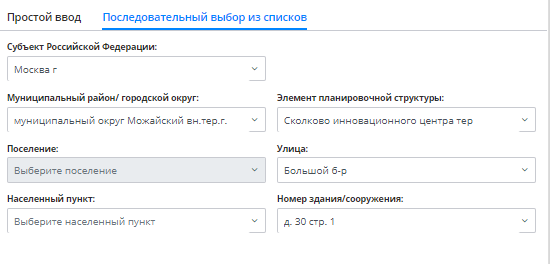 Простой ввод Последовательный выбор из списков
Субъект Российской Федерации:
Москва г
Муниципальный район/ городской округ:
муниципальный округ Можайский вн.тер.г.
Элемент планировочной структуры:
Сколково инновационного центра тер
Поселение:
Выберите поселение
Улица:
Большой б-р
Населенный пункт:
Выберите населенный пункт
Номер здания/сооружения:
д. 30 стр. 1